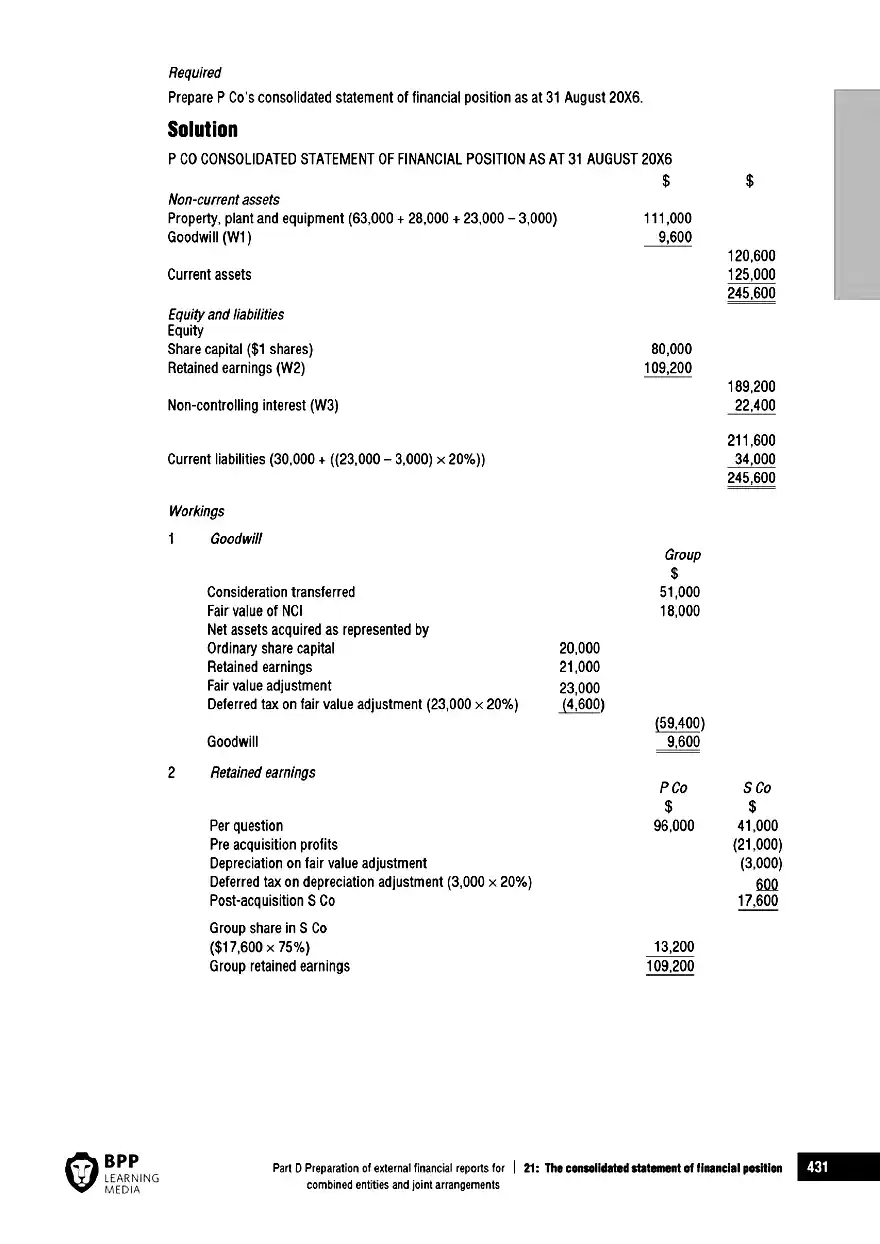 Required
Prepare P Co's consolidated statement of financial position as at 31 August 20X6.
Solution
P CO CONSOLIDATED STATEMENT OF FINANCIAL POSITION AS AT 31 AUGUST 20X6
$ $
Non-current assets
Property, plant and equipment (63,000 + 28,000 + 23,000 – 3,000) 111,000
Goodwill (W1) 9,600
120,600
Current assets 125,000
245,600
Equity and liabilities
Equity
Share capital ($1 shares) 80,000
Retained earnings (W2) 109,200
189,200
Non-controlling interest (W3) 22,400
211,600
Current liabilities (30,000 + ((23,000 – 3,000) × 20%)) 34,000
245,600
Workings
1 Goodwill
Group
$
Consideration transferred 51,000
Fair value of NCI 18,000
Net assets acquired as represented by
Ordinary share capital 20,000
Retained earnings 21,000
Fair value adjustment 23,000
Deferred tax on fair value adjustment (23,000 × 20%) (4,600)
(59,400)
Goodwill 9,600
2 Retained earnings
P Co S Co
$ $
Per question 96,000 41,000
Pre acquisition profits (21,000)
Depreciation on fair value adjustment (3,000)
Deferred tax on depreciation adjustment (3,000 × 20%) 600
Post-acquisition S Co 17,600
Group share in S Co
($17,600 × 75%) 13,200
Group retained earnings 109,200
BPP
LEARNING
MEDIA
Part D Preparation of external financial reports for | 21: The consolidated statement of financial position 431
combined entities and joint arrangements